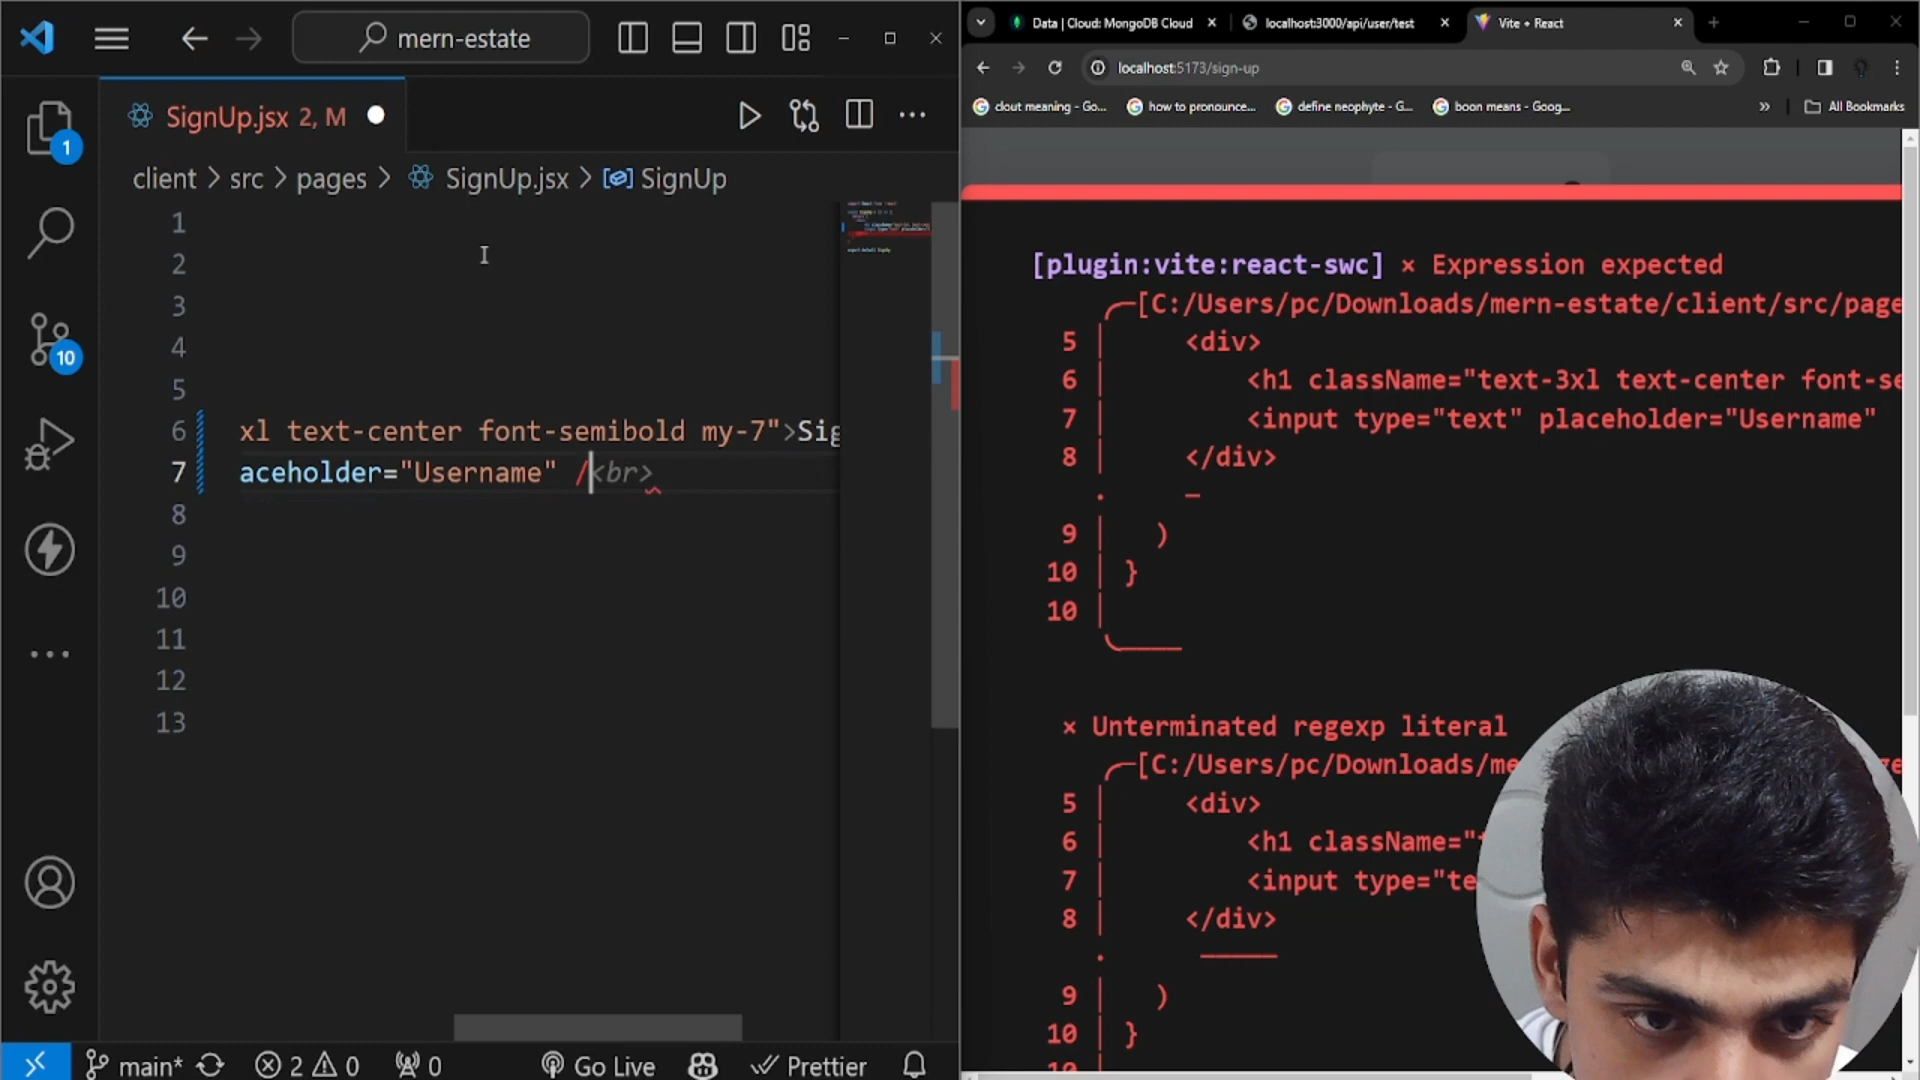 mern-estate
SignUp.jsx 2, M
client > src > pages > SignUp.jsx > SignUp
1
2
3
4
5
6 xl text-center font-semibold my-7">Sig
7 aceholder="Username" /<br>
8
9
10
11
12
13
1
10
main*
2
0
0
Go Live
Prettier
Data | Cloud: MongoDB Cloud
localhost:3000/api/user/test
Vite + React
localhost:5173/sign-up
clout meaning - Go...
how to pronounce...
define neophyte - G...
boon means - Goog...
All Bookmarks
[plugin:vite:react-swc] × Expression expected
[C:/Users/pc/Downloads/mern-estate/client/src/page
5 <div>
6 <h1 className="text-3xl text-center font-se
7 <input type="text" placeholder="Username"
8 </div>
9 )
10 }
10
× Unterminated regexp literal
[C:/Users/pc/Downloads/me
5 <div>
6 <h1 className="
7 <input type="te
8 </div>
9 )
10 }
10